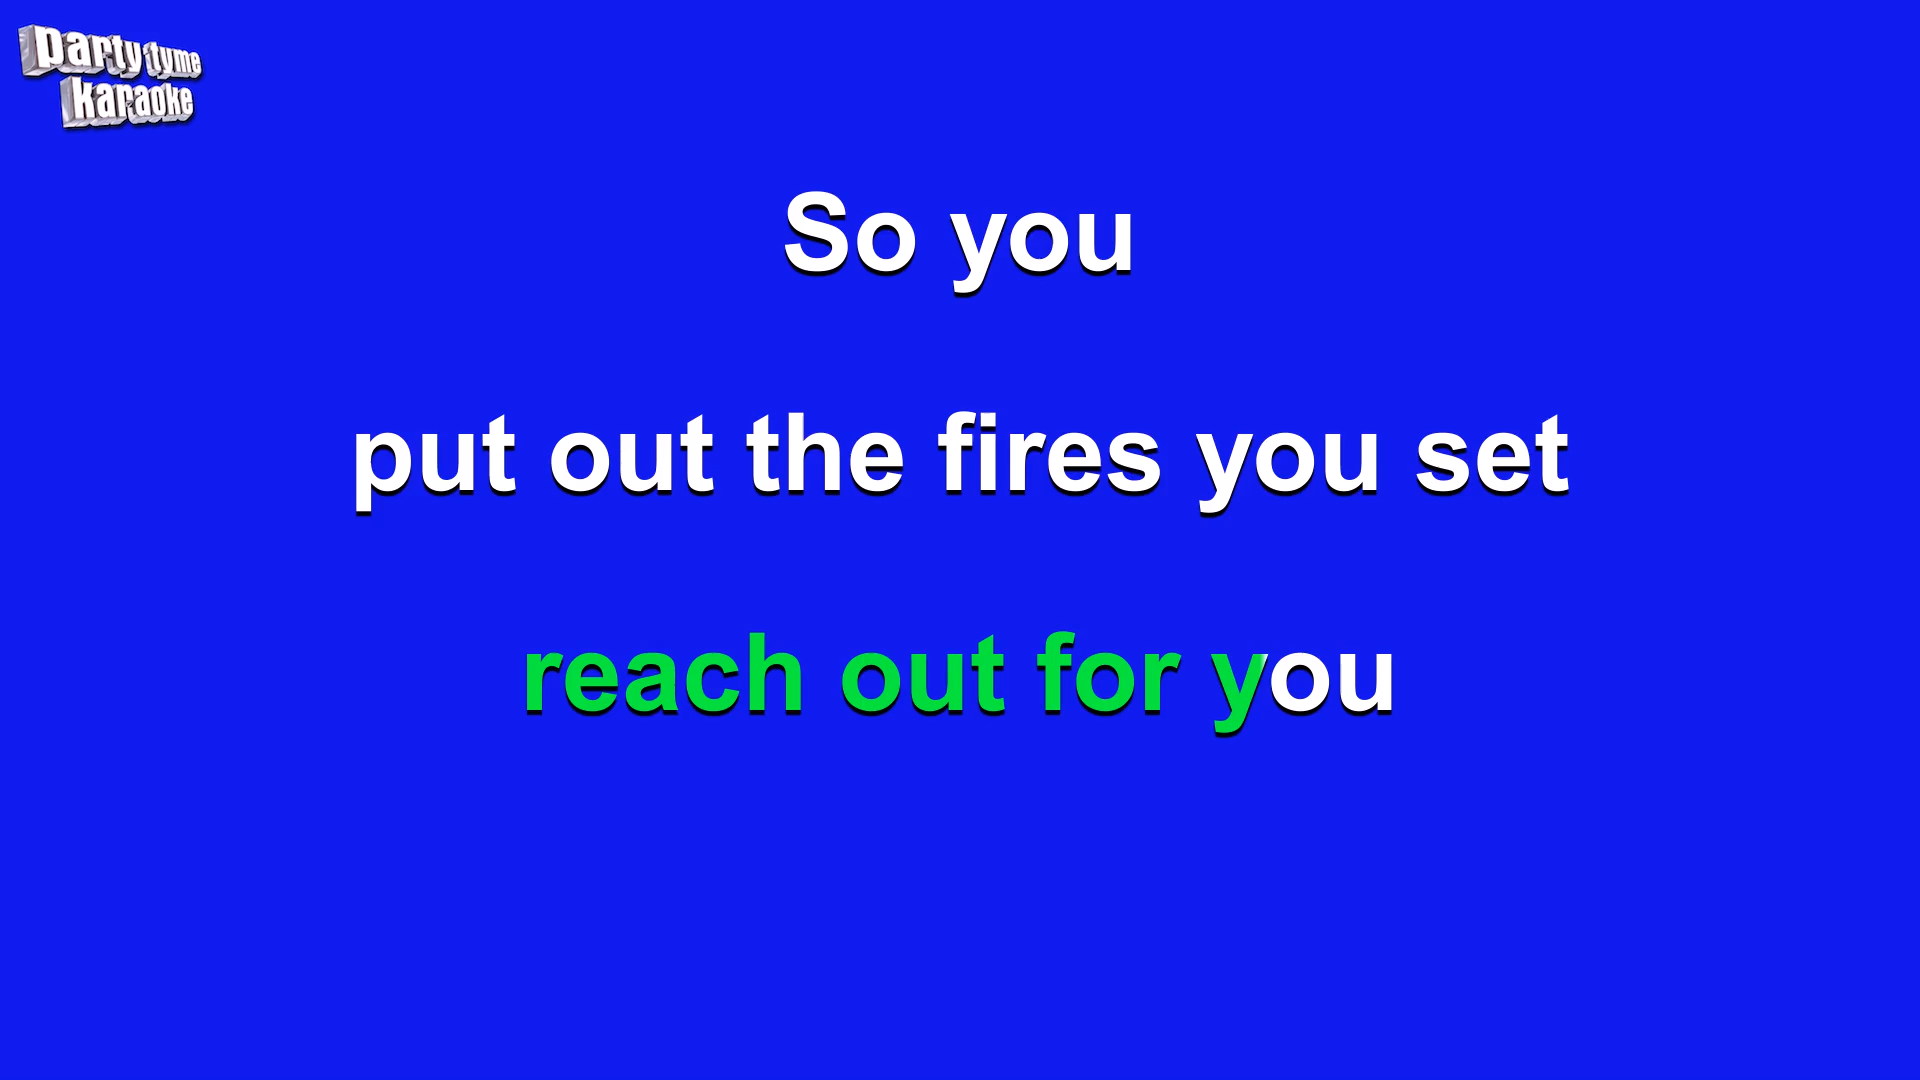 party tyme
karaoke
So you
put out the fires you set
reach out for you